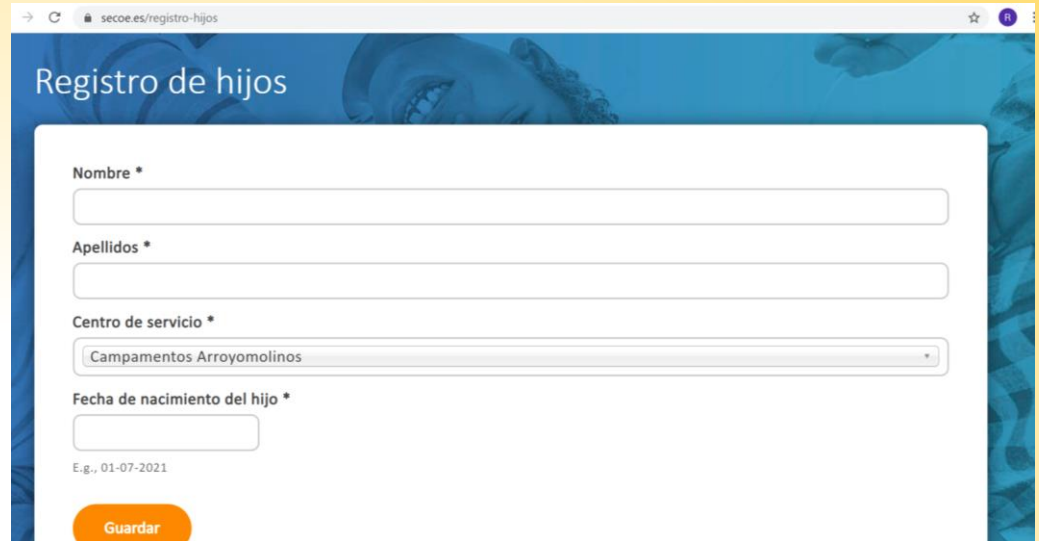 secoe.es/registro-hijos
R
Registro de hijos
Nombre *
Apellidos *
Centro de servicio *
Campamentos Arroyomolinos
Fecha de nacimiento del hijo *
E.g., 01-07-2021
Guardar